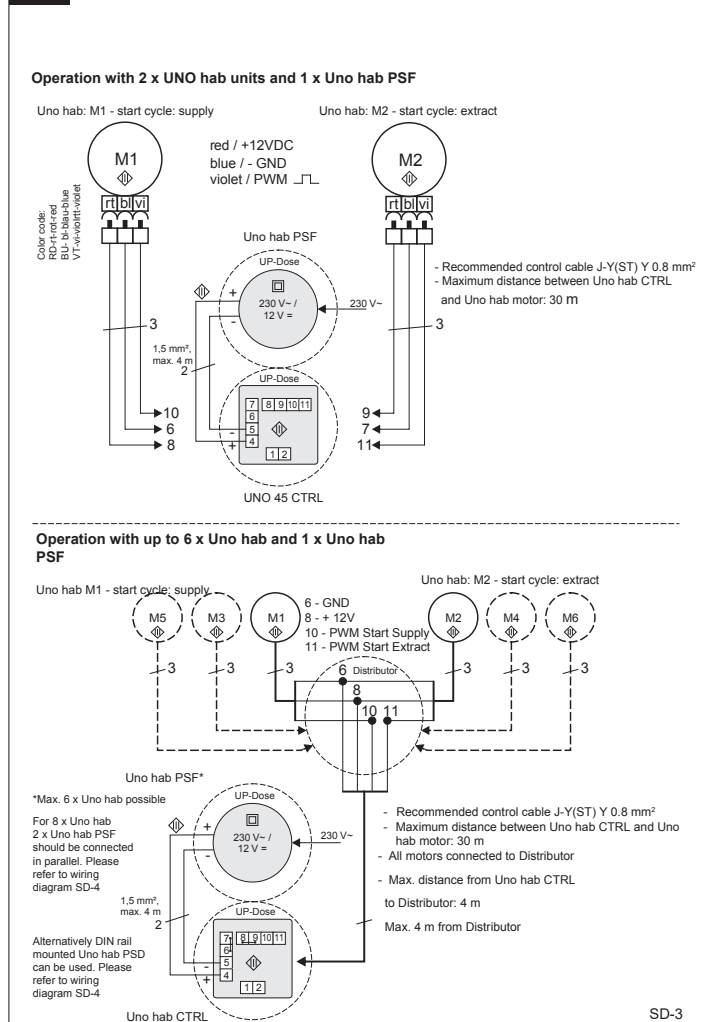 Operation with 2 x UNO hab units and 1 x Uno hab PSF
Uno hab: M1 - start cycle: supply
Uno hab: M2 - start cycle: extract
red / +12VDC
blue / - GND
violet / PWM
M1
M2
rt bl vi
rt bl vi
Color code:
RD-rt-rot-red
BU- bl-blau-blue
VT-vi-violrtt-violet
Uno hab PSF
UP-Dose
+
-
230 V~ /
12 V =
230 V~
- Recommended control cable J-Y(ST) Y 0.8 mm²
- Maximum distance between Uno hab CTRL
and Uno hab motor: 30 m
3
3
1,5 mm²,
max. 4 m
2
UP-Dose
7 8 9 10 11
6
5
4
1 2
-
+
10
6
8
9
7
11
UNO 45 CTRL
Operation with up to 6 x Uno hab and 1 x Uno hab
PSF
Uno hab M1 - start cycle: supply
Uno hab: M2 - start cycle: extract
M5
M3
M1
6 - GND
8 - + 12V
10 - PWM Start Supply
11 - PWM Start Extract
M2
M4
M6
3
3
3
3
3
3
6 Distributor
8
10 11
Uno hab PSF*
*Max. 6 x Uno hab possible
For 8 x Uno hab
2 x Uno hab PSF
should be connected
in parallel. Please
refer to wiring
diagram SD-4
UP-Dose
+
-
230 V~ /
12 V =
230 V~
- Recommended control cable J-Y(ST) Y 0.8 mm²
- Maximum distance between Uno hab CTRL and Uno
hab motor: 30 m
- All motors connected to Distributor
- Max. distance from Uno hab CTRL
to Distributor: 4 m
Max. 4 m from Distributor
1,5 mm²,
max. 4 m
2
UP-Dose
7 8 9 10 11
6
5
4
1 2
-
+
Alternatively DIN rail
mounted Uno hab PSD
can be used. Please
refer to wiring
diagram SD-4
Uno hab CTRL
SD-3